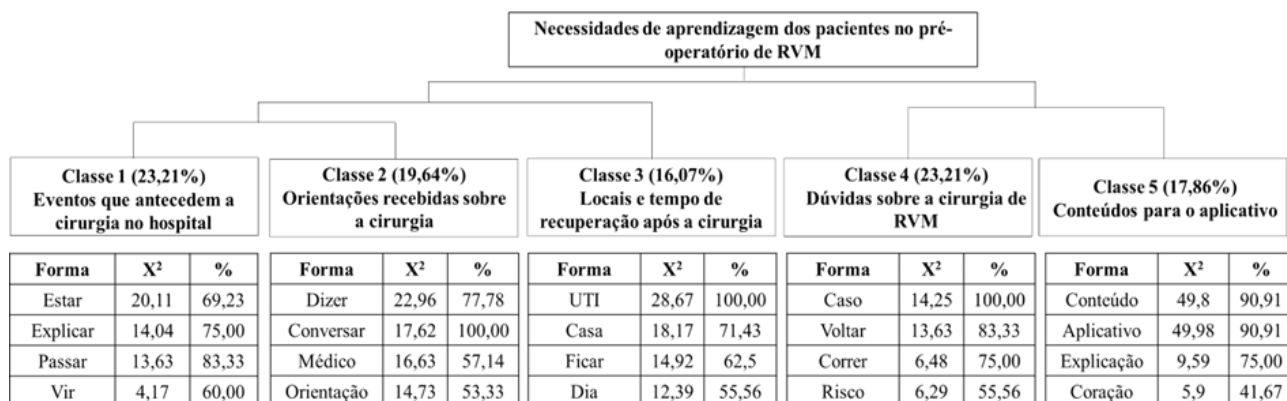 Necessidades de aprendizagem dos pacientes no pré-
operatório de RVM
Classe 1 (23,21%)
Eventos que antecedem a
cirurgia no hospital
Classe 2 (19,64%)
Orientações recebidas sobre
a cirurgia
Classe 3 (16,07%)
Locais e tempo de
recuperação após a cirurgia
Classe 4 (23,21%)
Dúvidas sobre a cirurgia de
RVM
Classe 5 (17,86%)
Conteúdos para o aplicativo
Forma X² %
Estar 20,11 69,23
Explicar 14,04 75,00
Passar 13,63 83,33
Vir 4,17 60,00
Forma X² %
Dizer 22,96 77,78
Conversar 17,62 100,00
Médico 16,63 57,14
Orientação 14,73 53,33
Forma X² %
UTI 28,67 100,00
Casa 18,17 71,43
Ficar 14,92 62,5
Dia 12,39 55,56
Forma X² %
Caso 14,25 100,00
Voltar 13,63 83,33
Correr 6,48 75,00
Risco 6,29 55,56
Forma X² %
Conteúdo 49,8 90,91
Aplicativo 49,98 90,91
Explicação 9,59 75,00
Coração 5,9 41,67